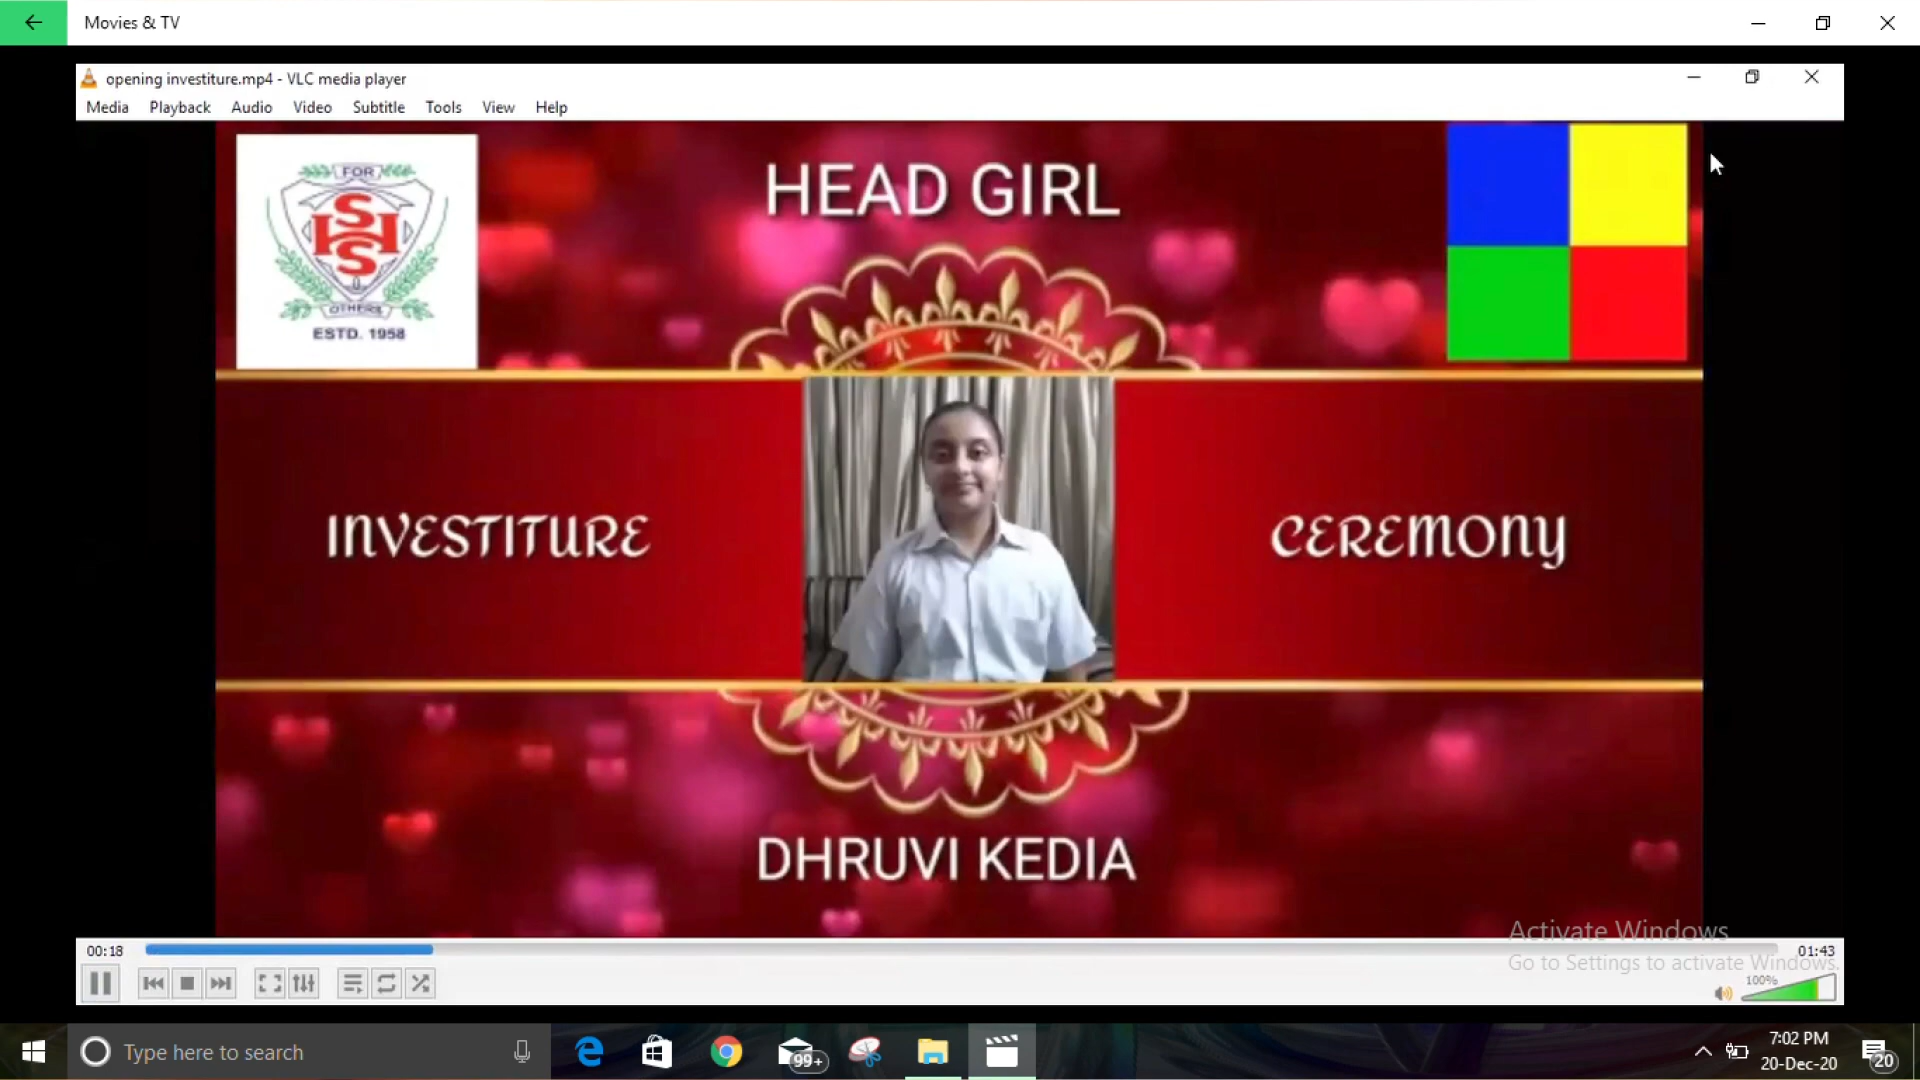 Movies & TV
opening investiture.mp4 - VLC media player
Media Playback Audio Video Subtitle Tools View Help
FOR
SHS
OTHERS
ESTD. 1958
HEAD GIRL
INVESTITURE
CEREMONY
DHRUVI KEDIA
Activate Windows
Go to Settings to activate Windows.
00:18
01:43
100%
Type here to search
99+
7:02 PM
20-Dec-20
20